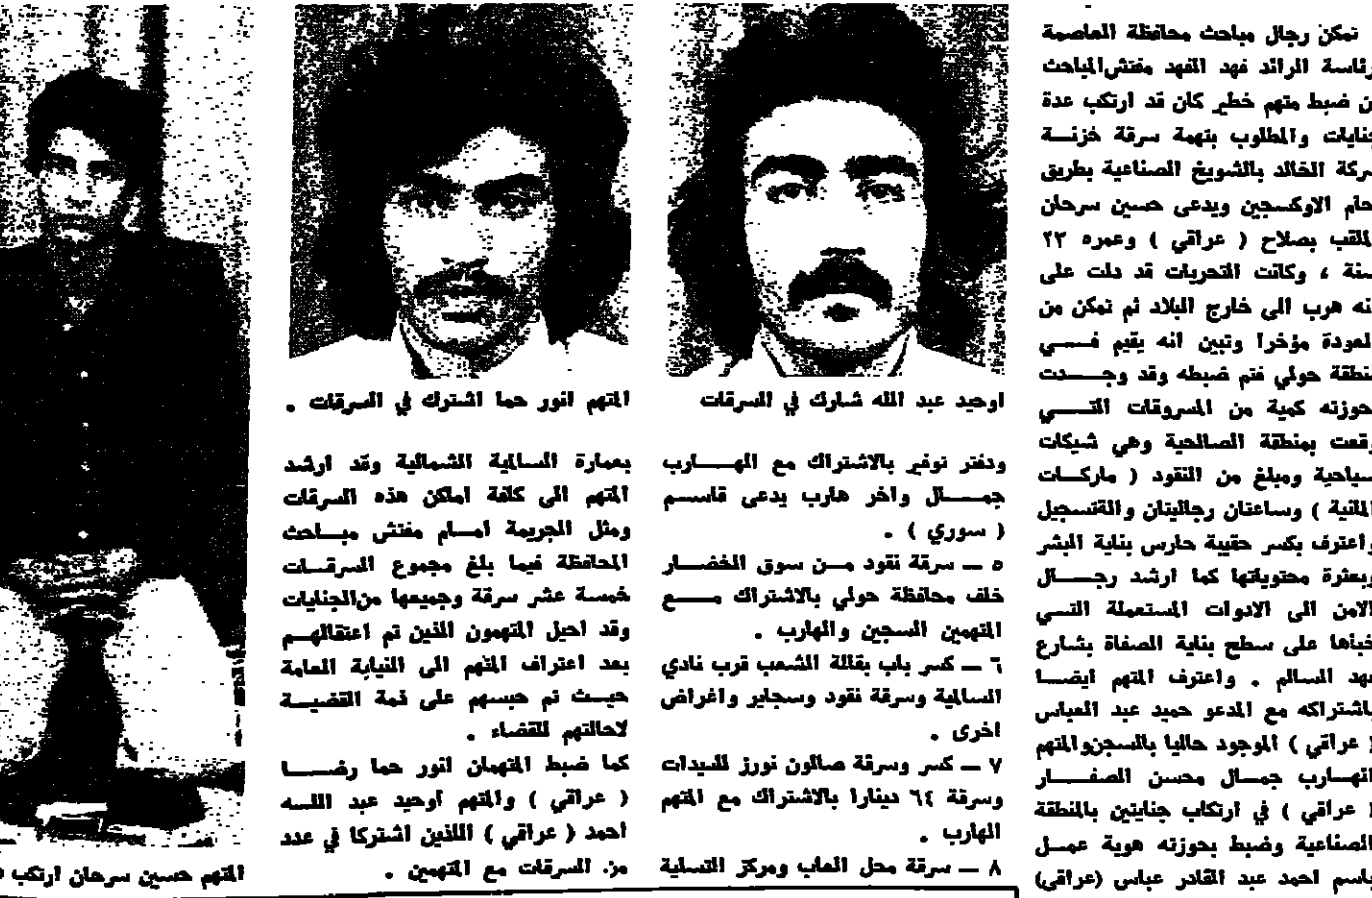 تمكن رجال مباحث محافظة العاصمة
برئاسة الرائد فهد الفهد مفتش المباحث
من ضبط متهم خطير كان قد ارتكب عدة
جنايات والمطلوب بتهمة سرقة خزنة
شركة الخالد بالشويخ الصناعية بطريق
لحام الاوكسجين ويدعى حسين سرحان
الملقب بصلاح ( عراقي ) وعمره ٢٣
سنة ، وكانت التحريات قد دلت على
انه هرب الى خارج البلاد ثم تمكن من
العودة مؤخرا وتبين انه يقيم فسي
منطقة حولي فتم ضبطه وقد وجدت
بحوزته كمية من المسروقات التي
وقعت بمنطقة الصالحية وهي شيكات
سياحية ومبلغ من النقود ( ماركات
المانية ) وساعتان رجاليتان والقتسجيل
واعترف بكسر حقيبة حارس بناية البشر
وبعثرة محتوياتها كما ارشد رجال
الامن الى الادوات المستعملة التي
خباها على سطح بناية الصفاة بشارع
فهد السالم . واعترف المتهم ايضا
باشتراكه مع المدعو حميد عبد العباس
( عراقي ) الموجود حاليا بالسجن والمتهم
الهارب جمال محسن الصفار
( عراقي ) في ارتكاب جنايتين بالمنطقة
الصناعية وضبط بحوزته هوية عمل
باسم احمد عبد القادر عباس (عراقي)
اوحيد عبد الله شارك في السرقات
ودفتر توفير بالاشتراك مع الهارب
جمال واخر هارب يدعى قاسم
( سوري ) .
٥ — سرقة نقود من سوق الخضار
خلف محافظة حولي بالاشتراك مع
المتهمين السجين والهارب .
٦ — كسر باب بقالة الشعب قرب نادي
السالمية وسرقة نقود وسجاير واغراض
اخرى .
٧ — كسر وسرقة صالون نورز للسيدات
وسرقة ٦٤ دينارا بالاشتراك مع المتهم
الهارب .
٨ — سرقة محل العاب ومركز التسلية
المتهم انور حما اشترك في السرقات .
بعمارة السالمية الشمالية وقد ارشد
المتهم الى كافة اماكن هذه السرقات
ومثل الجريمة امام مفتش مباحث
المحافظة فيما بلغ مجموع السرقات
خمسة عشر سرقة وجميعها من الجنايات
وقد احيل المتهمون الذين تم اعتقالهم
بعد اعتراف المتهم الى النيابة العامة
حيث تم حبسهم على ذمة القضية
لاحالتهم للقضاء .
كما ضبط المتهمان انور حما رضا
( عراقي ) والمتهم اوحيد عبد الله
احمد ( عراقي ) اللذين اشتركا في عدد
من السرقات مع المتهمين .
المتهم حسين سرحان ارتكب